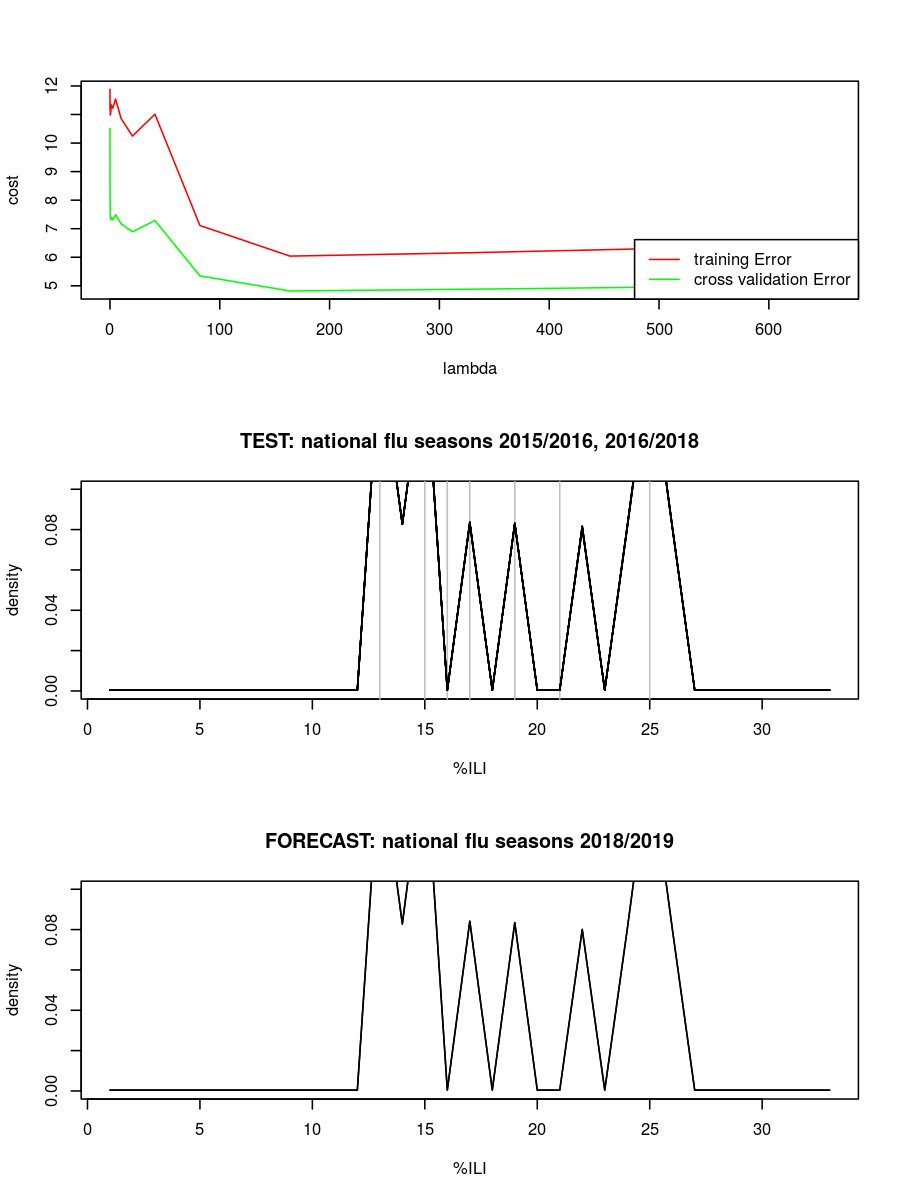 12
10
9
8
7
6
5
cost
0 100 200 300 400 500 600
lambda
training Error
cross validation Error
TEST: national flu seasons 2015/2016, 2016/2018
0.08
0.04
0.00
density
0 5 10 15 20 25 30
%ILI
FORECAST: national flu seasons 2018/2019
0.08
0.04
0.00
density
0 5 10 15 20 25 30
%ILI